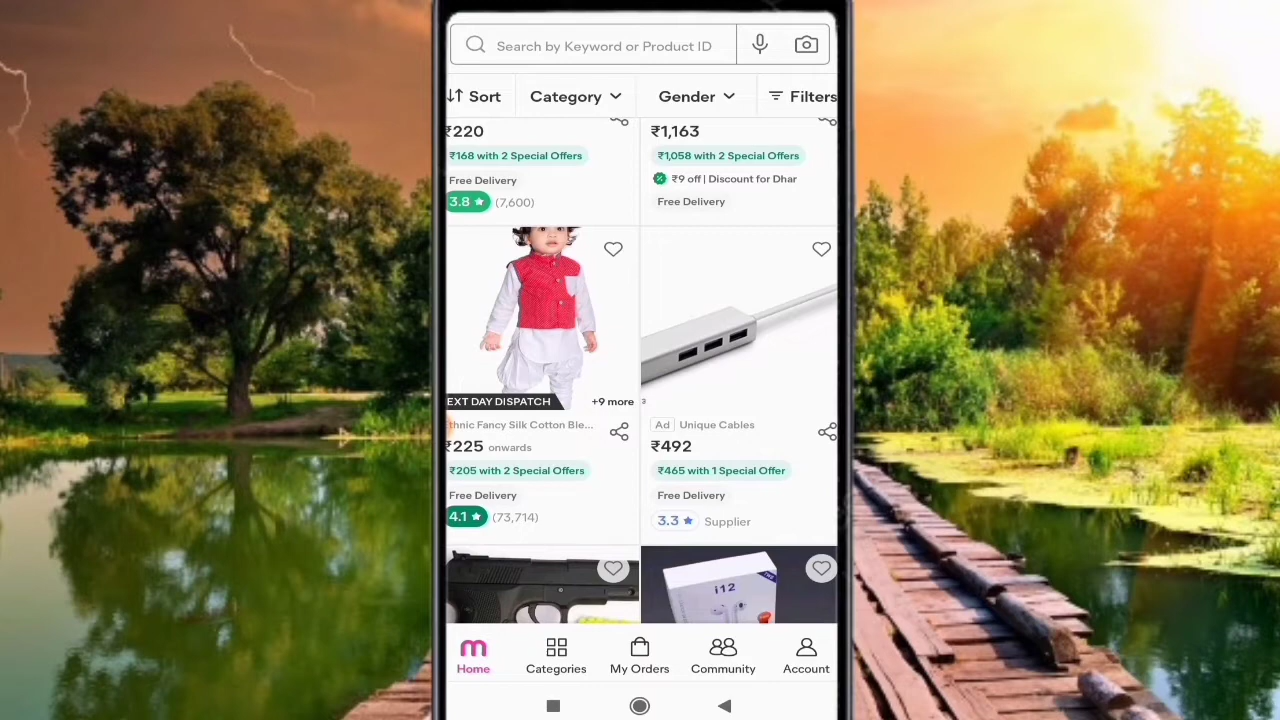 Search by Keyword or Product ID
Sort
Category
Gender
Filters
₹220
₹168 with 2 Special Offers
Free Delivery
3.8 ★ (7,600)
₹1,163
₹1,058 with 2 Special Offers
₹9 off | Discount for Dhar
Free Delivery
EXT DAY DISPATCH
+9 more
thnic Fancy Silk Cotton Ble...
₹225 onwards
₹205 with 2 Special Offers
Free Delivery
4.1 ★ (73,714)
Ad Unique Cables
₹492
₹465 with 1 Special Offer
Free Delivery
3.3 ★ Supplier
i12
m
Home
Categories
My Orders
Community
Account